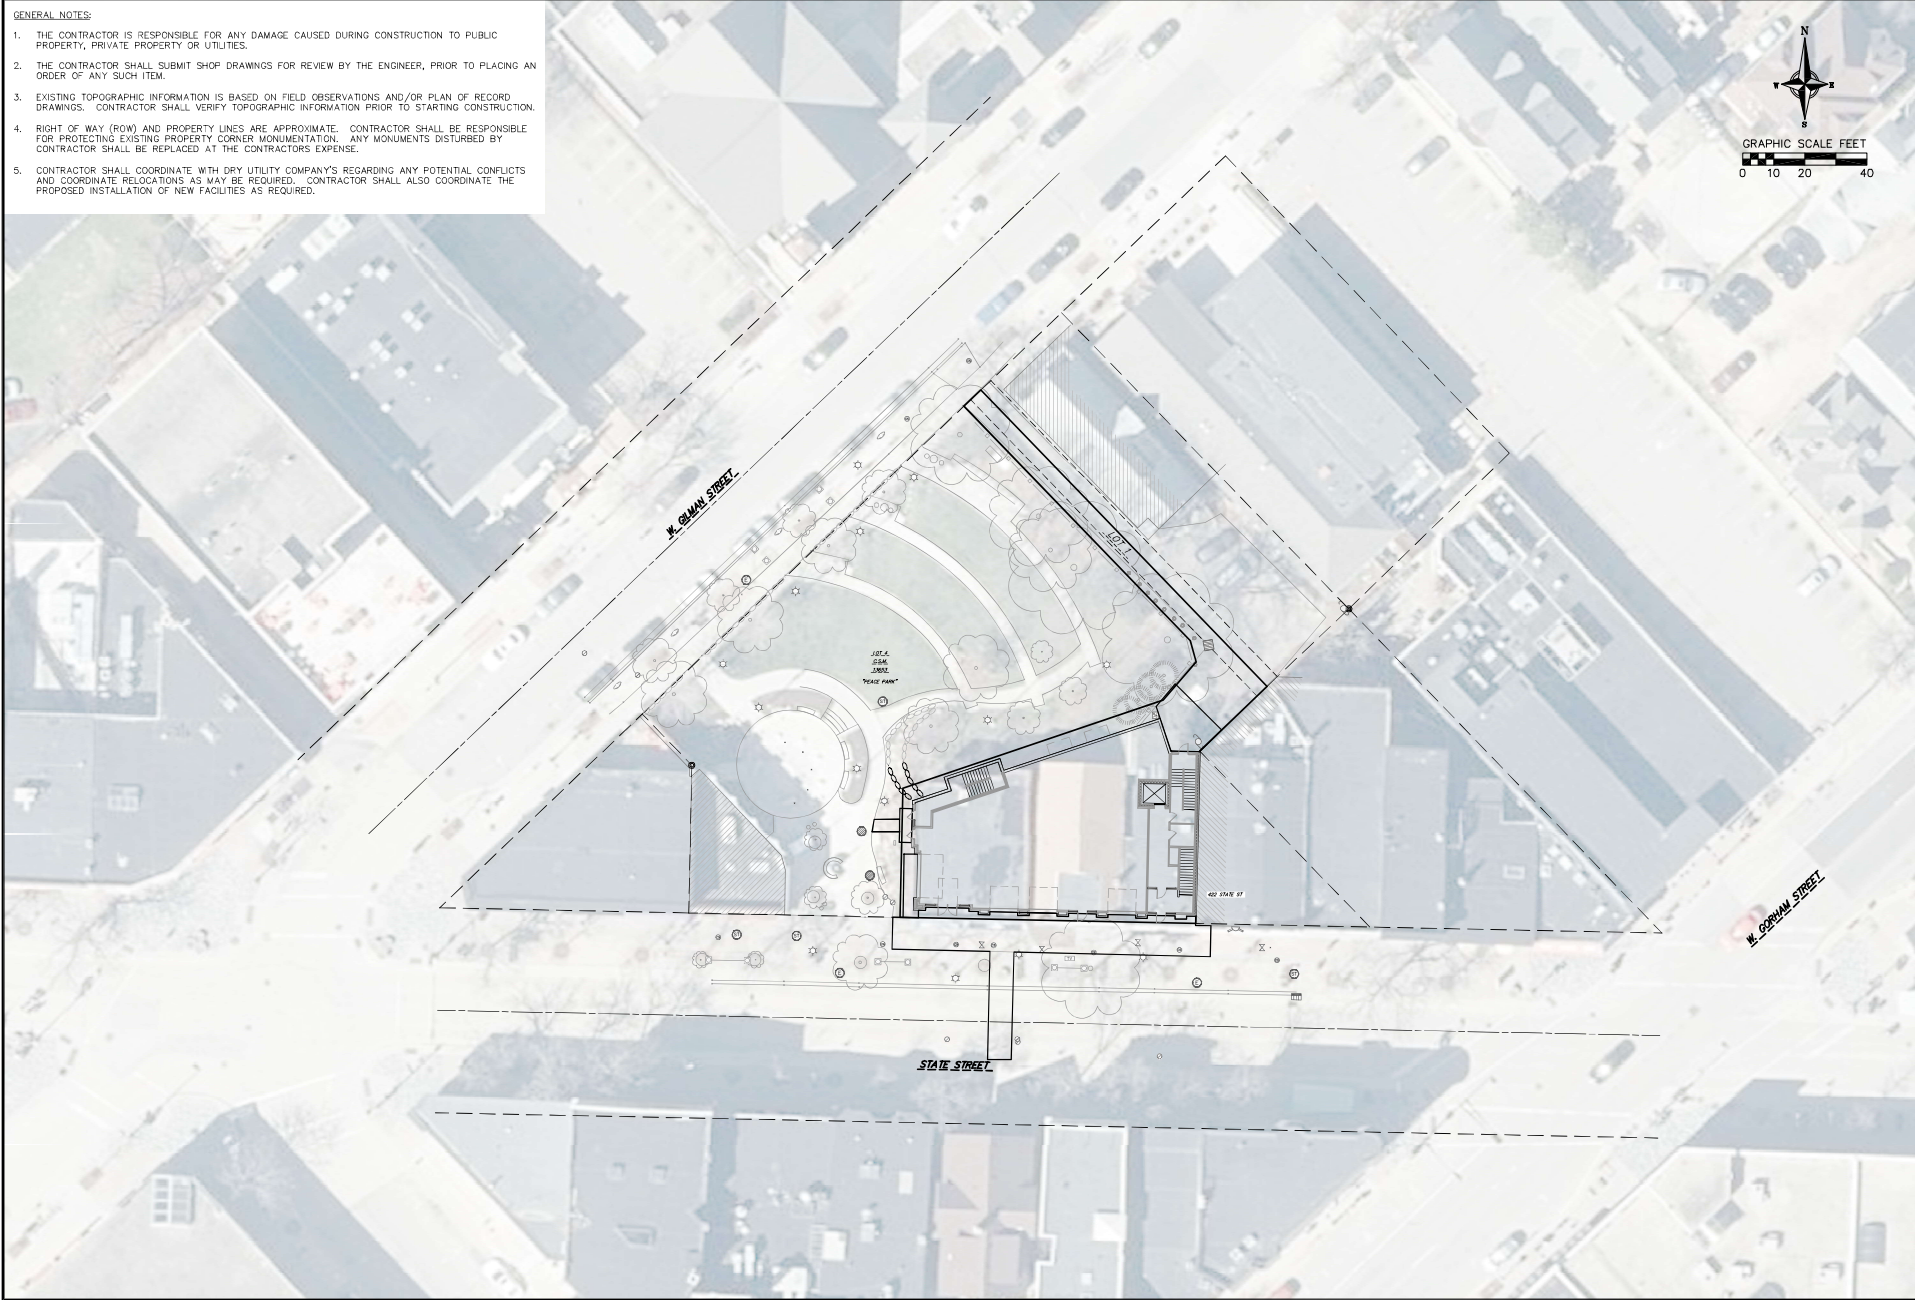 GENERAL NOTES:
1. THE CONTRACTOR IS RESPONSIBLE FOR ANY DAMAGE CAUSED DURING CONSTRUCTION TO PUBLIC
PROPERTY, PRIVATE PROPERTY OR UTILITIES.
2. THE CONTRACTOR SHALL SUBMIT SHOP DRAWINGS FOR REVIEW BY THE ENGINEER, PRIOR TO PLACING AN
ORDER OF ANY SUCH ITEM.
3. EXISTING TOPOGRAPHIC INFORMATION IS BASED ON FIELD OBSERVATIONS AND/OR PLAN OF RECORD
DRAWINGS. CONTRACTOR SHALL VERIFY TOPOGRAPHIC INFORMATION PRIOR TO STARTING CONSTRUCTION.
4. RIGHT OF WAY (ROW) AND PROPERTY LINES ARE APPROXIMATE. CONTRACTOR SHALL BE RESPONSIBLE
FOR PROTECTING EXISTING PROPERTY CORNER MONUMENTATION. ANY MONUMENTS DISTURBED BY
CONTRACTOR SHALL BE REPLACED AT THE CONTRACTORS EXPENSE.
5. CONTRACTOR SHALL COORDINATE WITH DRY UTILITY COMPANY'S REGARDING ANY POTENTIAL CONFLICTS
AND COORDINATE RELOCATIONS AS MAY BE REQUIRED. CONTRACTOR SHALL ALSO COORDINATE THE
PROPOSED INSTALLATION OF NEW FACILITIES AS REQUIRED.
N
W E
S
GRAPHIC SCALE FEET
0 10 20 40
W. GILMAN STREET
LOT 1
E
LOT 4
C.S.M.
"PEACE PARK"
ST
422 STATE ST
W. GORHAM STREET
ST
ST
E
E
ST
STATE STREET